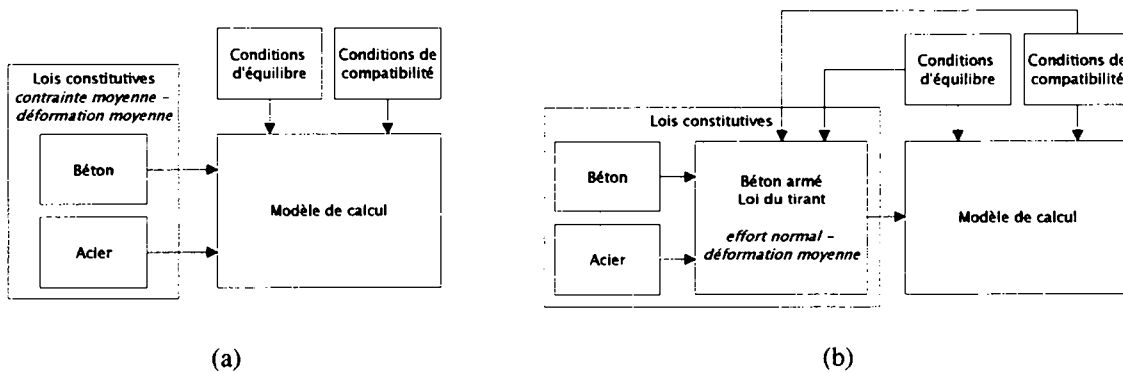 Lois constitutives
contrainte moyenne –
déformation moyenne
Béton
Acier
Conditions
d'équilibre
Conditions de
compatibilité
Modèle de calcul
(a)
Conditions
d'équilibre
Conditions de
compatibilité
Lois constitutives
Béton
Acier
Béton armé
Loi du tirant
effort normal –
déformation moyenne
Modèle de calcul
(b)